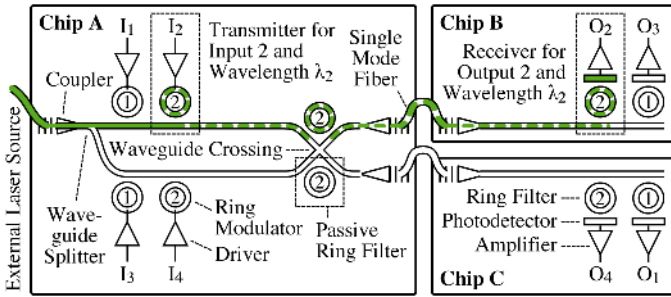 Chip A
I1
I2
Transmitter for
Input 2 and
Wavelength λ2
Single
Mode
Fiber
Chip B
O2
O3
Receiver for
Output 2 and
Wavelength λ2
Coupler
1
2
2
2
1
External Laser Source
Waveguide Crossing
Wave-
guide
Splitter
1
2
Ring
Modulator
Driver
I3
I4
2
Passive
Ring Filter
Ring Filter
Photodetector
Amplifier
2
1
Chip C
O4
O1